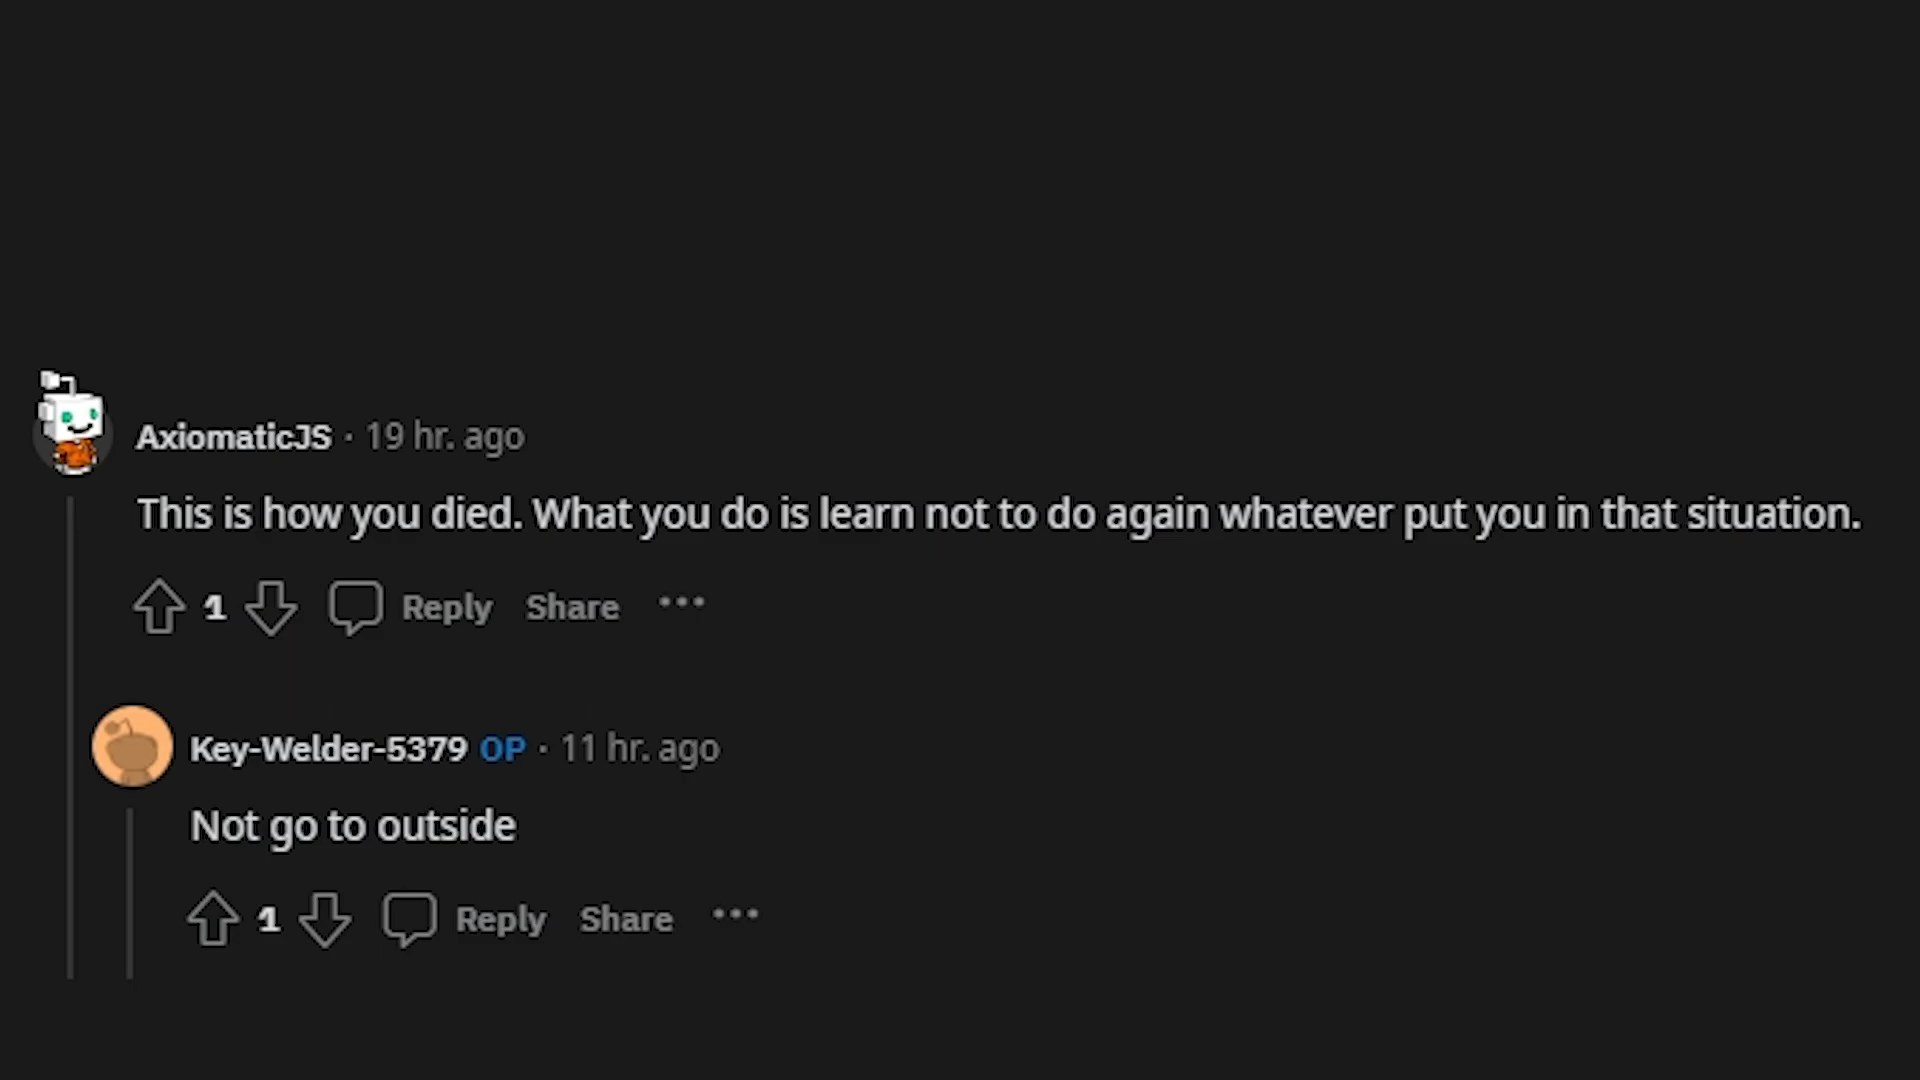 AxiomaticJS · 19 hr. ago
This is how you died. What you do is learn not to do again whatever put you in that situation.
1 Reply Share ···
Key-Welder-5379 OP · 11 hr. ago
Not go to outside
1 Reply Share ···